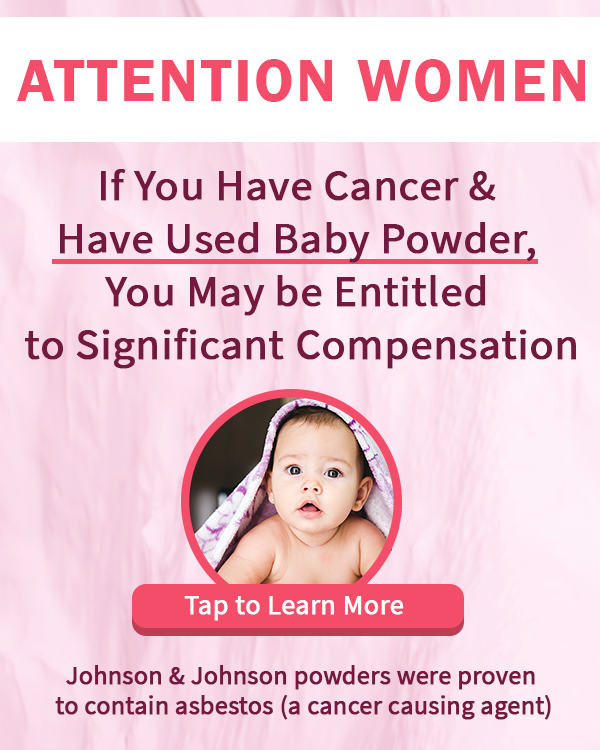 ATTENTION WOMEN
If You Have Cancer &
Have Used Baby Powder,
You May be Entitled
to Significant Compensation
Tap to Learn More
Johnson & Johnson powders were proven
to contain asbestos (a cancer causing agent)